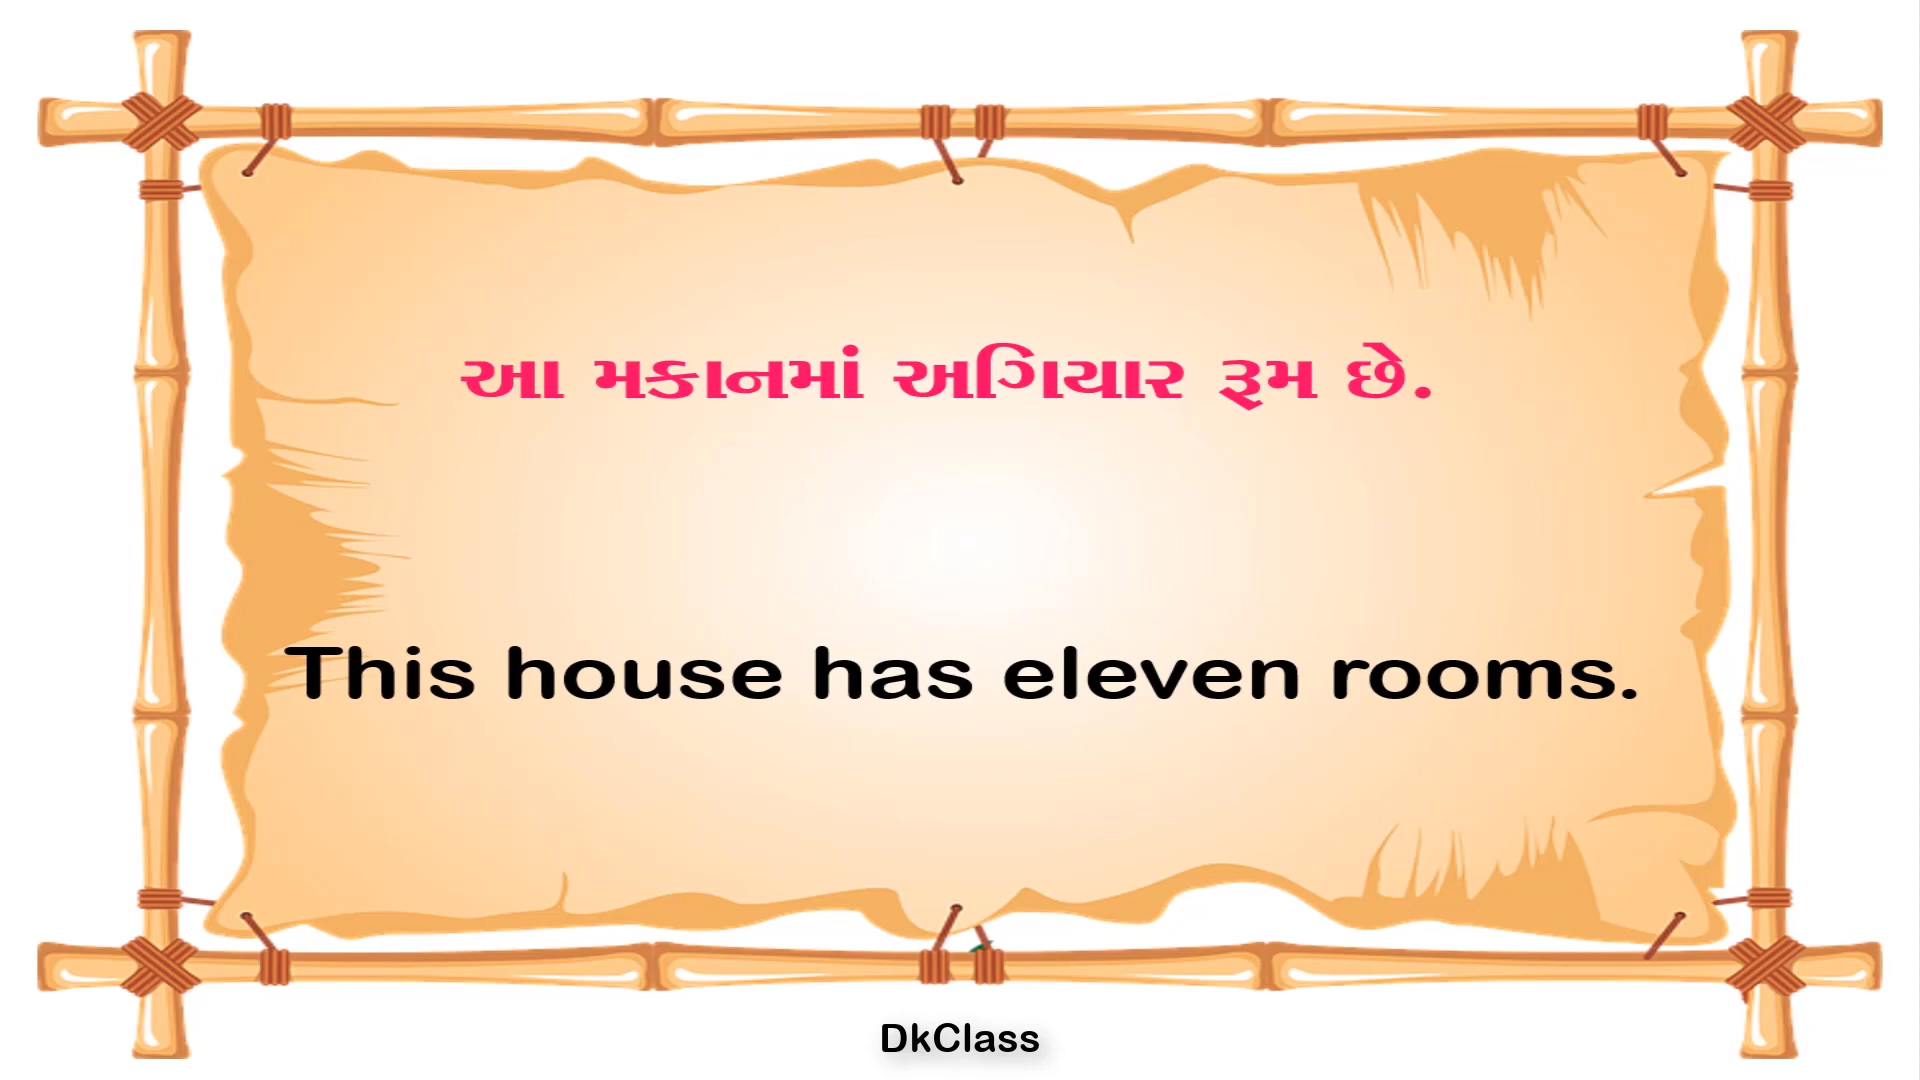 આ મકાનમાં અગિયાર રૂમ છે.
This house has eleven rooms.
DkClass